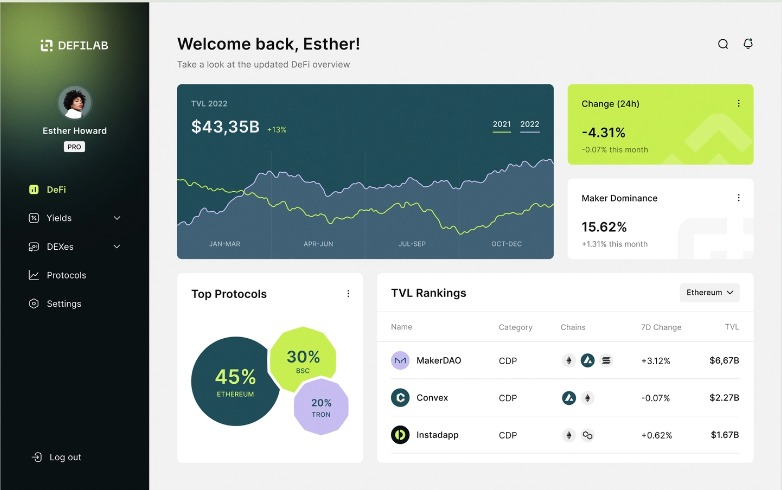 DEFILAB
Esther Howard
PRO
DeFi
Yields
DEXes
Protocols
Settings
Log out
Welcome back, Esther!
Take a look at the updated DeFi overview
TVL 2022
$43,35B +13%
2021 2022
JAN-MAR APR-JUN JUL-SEP OCT-DEC
Change (24h)
-4.31%
-0.07% this month
Maker Dominance
15.62%
+1.31% this month
Top Protocols
45%
ETHEREUM
30%
BSC
20%
TRON
TVL Rankings
Ethereum
Name Category Chains 7D Change TVL
MakerDAO CDP +3.12% $6,67B
Convex CDP -0.07% $2.27B
Instadapp CDP +0.62% $1.67B